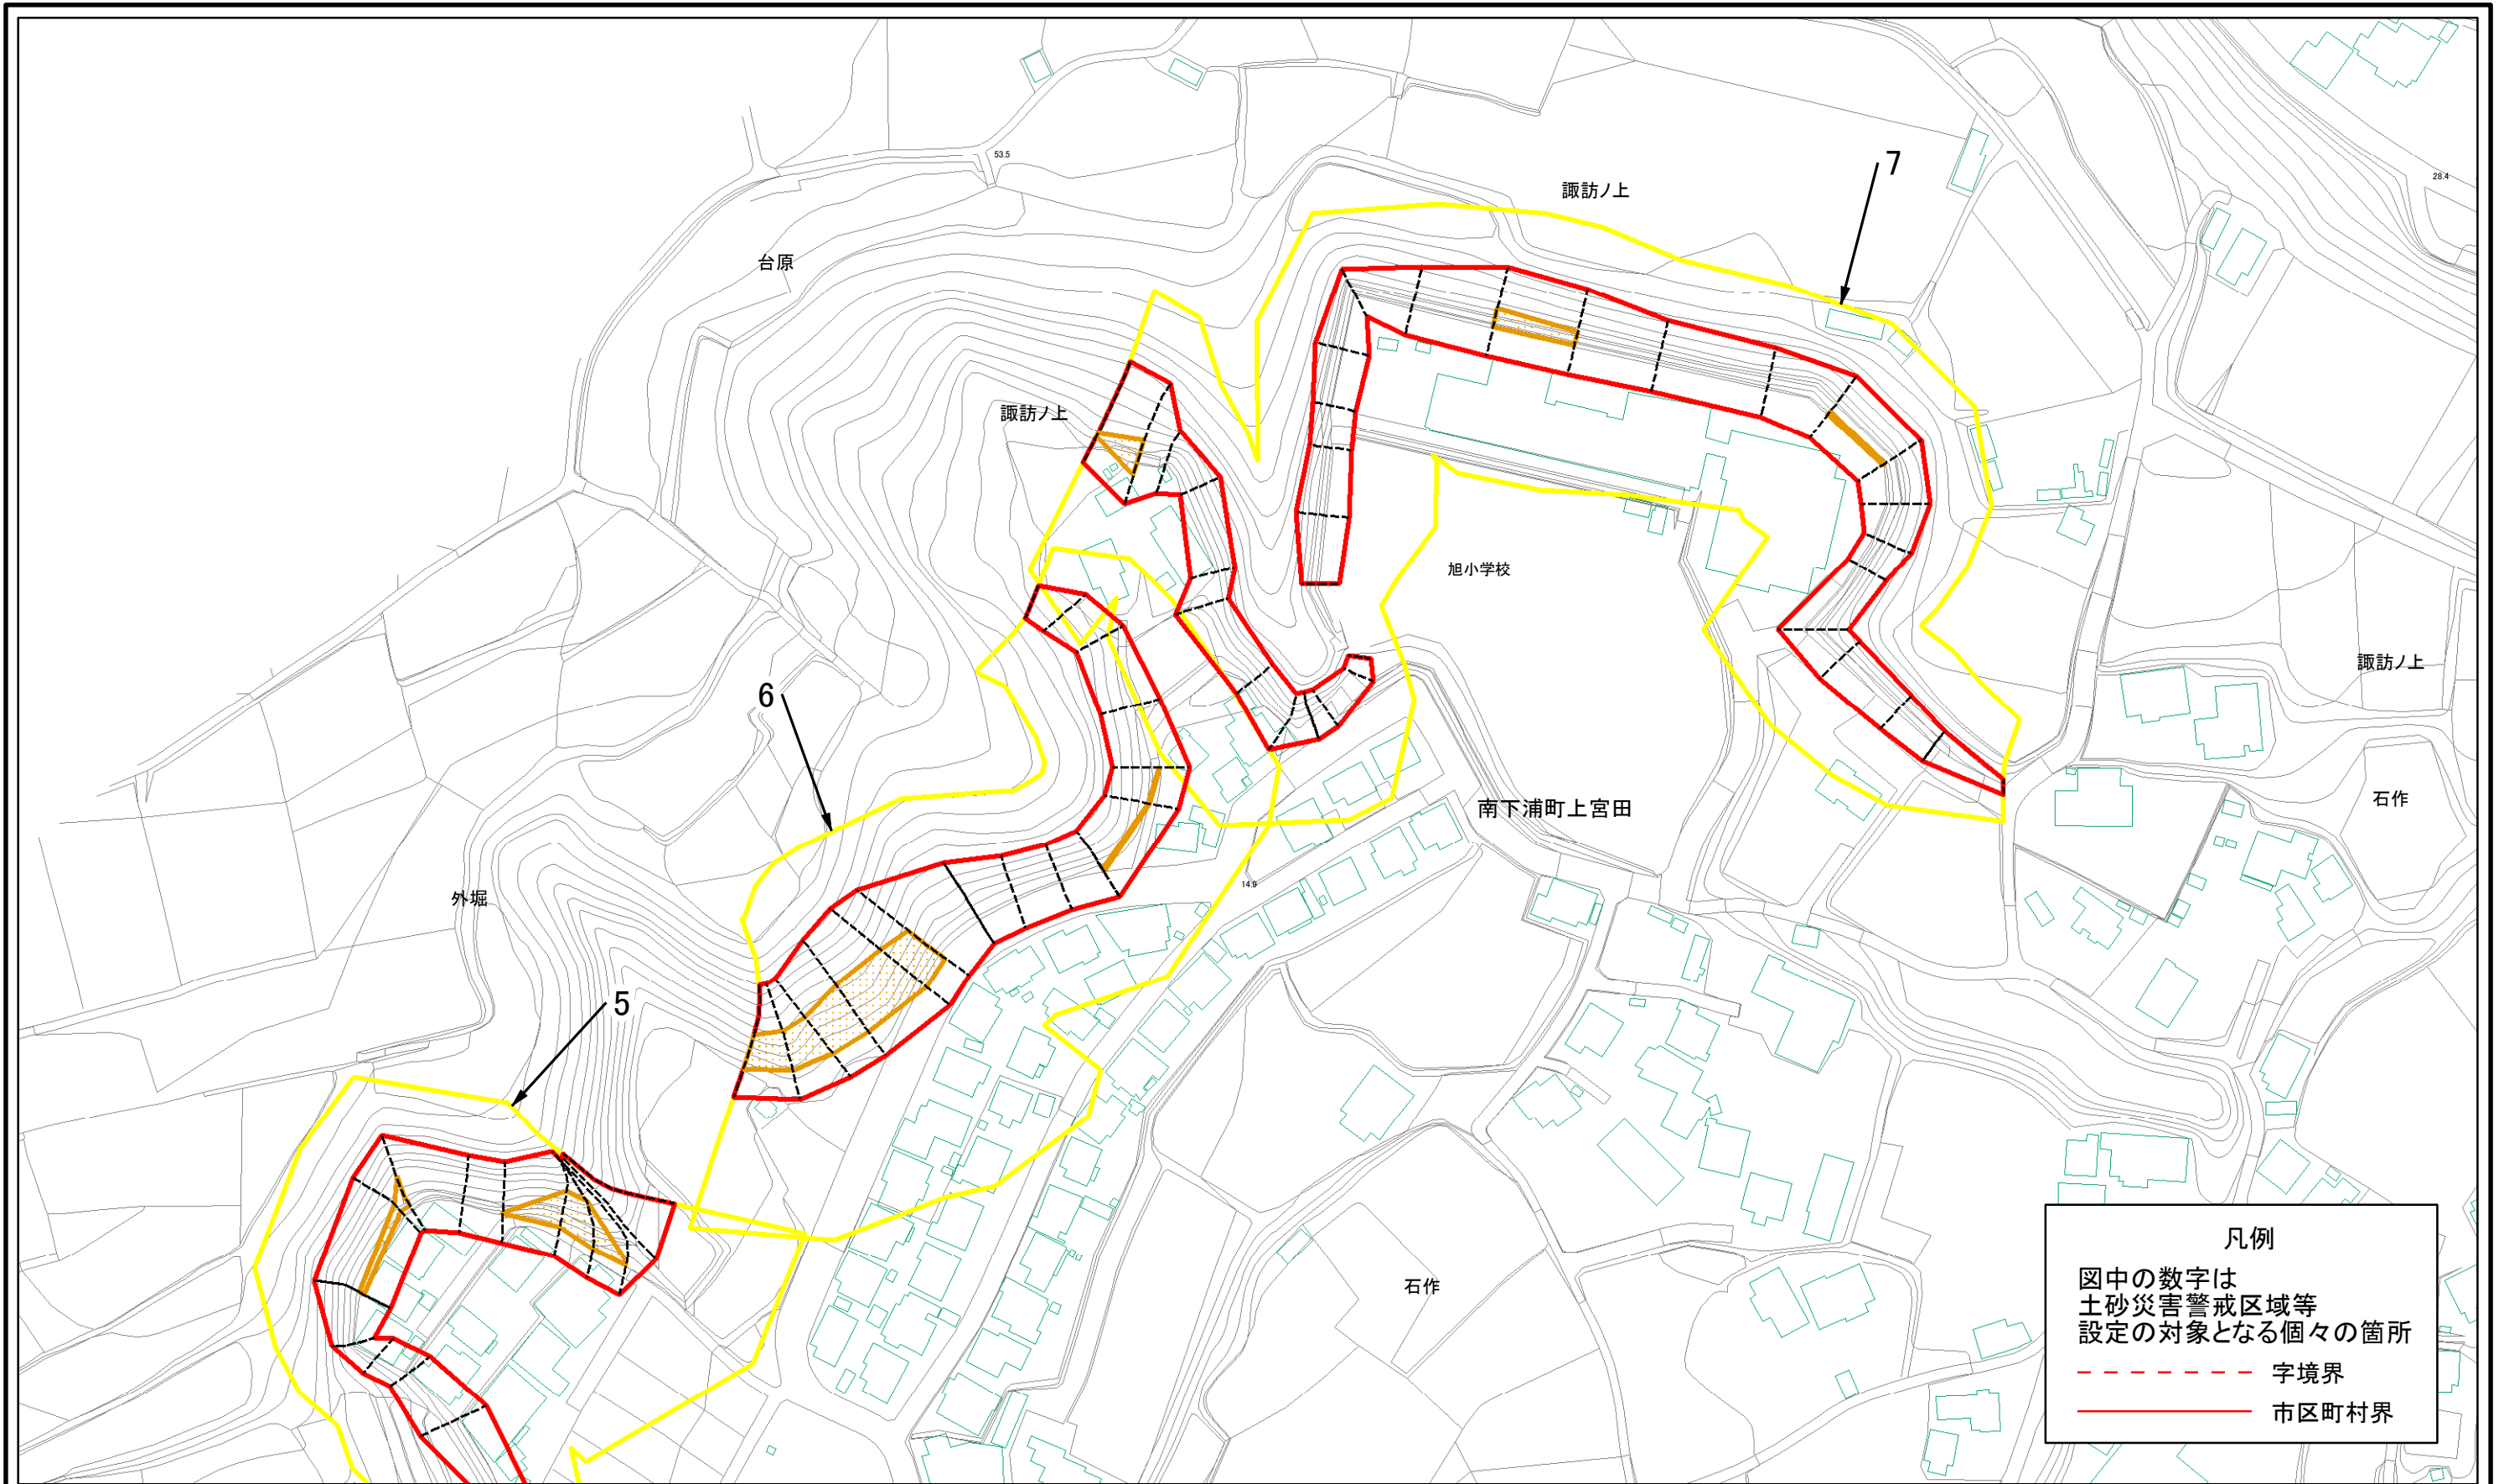 53.5
7
諏訪ノ上
28.4
台原
諏訪ノ上
旭小学校
諏訪ノ上
6
南下浦町上宮田
石作
14.9
外堀
5
石作
凡例
図中の数字は
土砂災害警戒区域等
設定の対象となる個々の箇所
字境界
市区町村界